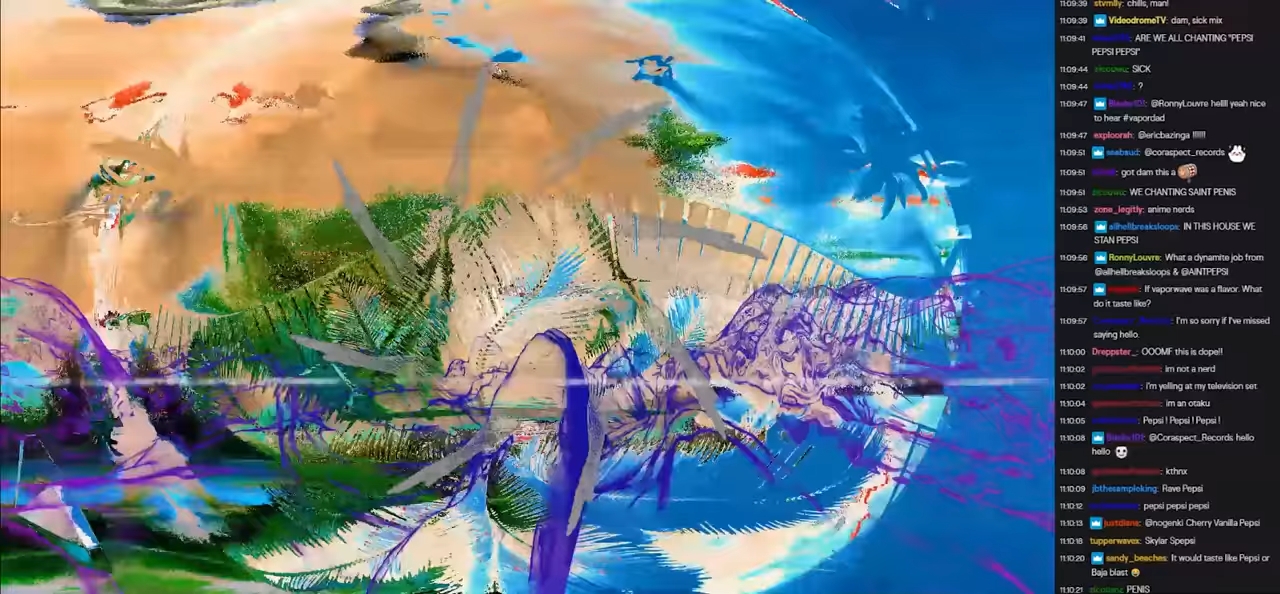 11:09:39 stvmlly: chills, man!
11:09:39 VideodromeTV: dam, sick mix
11:09:41 : ARE WE ALL CHANTING "PEPSI
PEPSI PEPSI"
11:09:44 : SICK
11:09:44 : ?
11:09:47 : @RonnyLouvre hellll yeah nice
to hear #vapordad
11:09:47 exploorah: @ericbazinga !!!!!!
11:09:51 seabaud: @coraspect_records
11:09:51 : got dam this a
11:09:51 : WE CHANTING SAINT PENIS
11:09:53 zone_legitly: anime nerds
11:09:56 allhellbreaksloops: IN THIS HOUSE WE
STAN PEPSI
11:09:56 RonnyLouvre: What a dynamite job from
@allhellbreaksloops & @AINTPEPSI
11:09:57 : If vaporwave was a flavor. What
do it taste like?
11:09:57 : I'm so sorry if I've missed
saying hello.
11:10:00 Dreppster_: OOOMF this is dope!!
11:10:02 : im not a nerd
11:10:02 : i'm yelling at my television set
11:10:04 : im an otaku
11:10:05 : Pepsi ! Pepsi ! Pepsi !
11:10:08 : @Coraspect_Records hello
hello
11:10:08 : kthnx
11:10:09 jbthesamploking: Rave Pepsi
11:10:12 : pepsi pepsi pepsi
11:10:13 justdians: @nogenki Cherry Vanilla Pepsi
11:10:18 tupperwavex: Skylar Spepsi
11:10:20 sandy_beaches: It would taste like Pepsi or
Baja blast
11:10:21 : PENIS